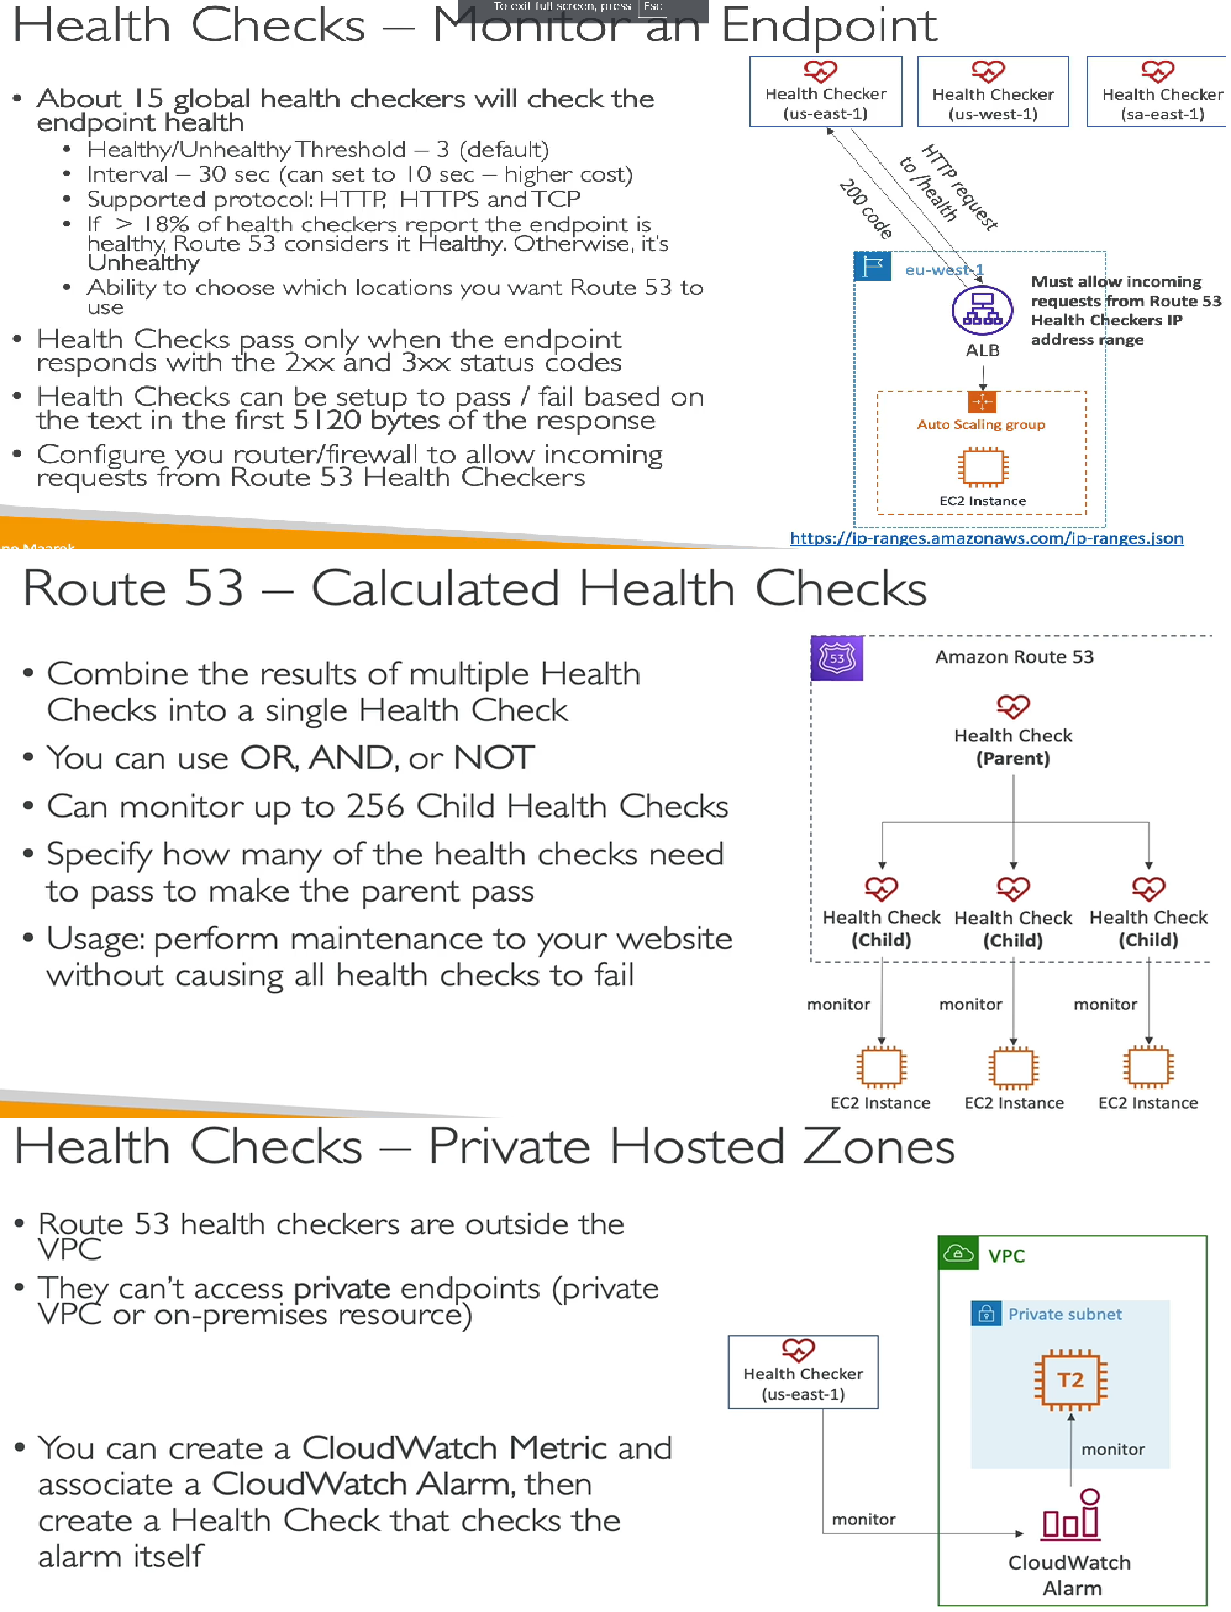 To exit full screen, press Esc
Health Checks – Monitor an Endpoint
• About 15 global health checkers will check the
endpoint health
• Healthy/Unhealthy Threshold – 3 (default)
• Interval – 30 sec (can set to 10 sec – higher cost)
• Supported protocol: HTTP, HTTPS and TCP
• If > 18% of health checkers report the endpoint is
healthy, Route 53 considers it Healthy. Otherwise, it's
Unhealthy
• Ability to choose which locations you want Route 53 to
use
• Health Checks pass only when the endpoint
responds with the 2xx and 3xx status codes
• Health Checks can be setup to pass / fail based on
the text in the first 5120 bytes of the response
• Configure you router/firewall to allow incoming
requests from Route 53 Health Checkers
Health Checker
(us-east-1)
Health Checker
(us-west-1)
Health Checker
(sa-east-1)
HTTP request
to /health
200 code
eu-west-1
Must allow incoming
requests from Route 53
Health Checkers IP
address range
ALB
Auto Scaling group
EC2 Instance
https://ip-ranges.amazonaws.com/ip-ranges.json
Maarek
Route 53 – Calculated Health Checks
• Combine the results of multiple Health
Checks into a single Health Check
• You can use OR, AND, or NOT
• Can monitor up to 256 Child Health Checks
• Specify how many of the health checks need
to pass to make the parent pass
• Usage: perform maintenance to your website
without causing all health checks to fail
53
Amazon Route 53
Health Check
(Parent)
Health Check
(Child)
Health Check
(Child)
Health Check
(Child)
monitor
monitor
monitor
EC2 Instance
EC2 Instance
EC2 Instance
Health Checks – Private Hosted Zones
• Route 53 health checkers are outside the
VPC
• They can't access private endpoints (private
VPC or on-premises resource)
• You can create a CloudWatch Metric and
associate a CloudWatch Alarm, then
create a Health Check that checks the
alarm itself
VPC
Private subnet
T2
Health Checker
(us-east-1)
monitor
monitor
CloudWatch
Alarm